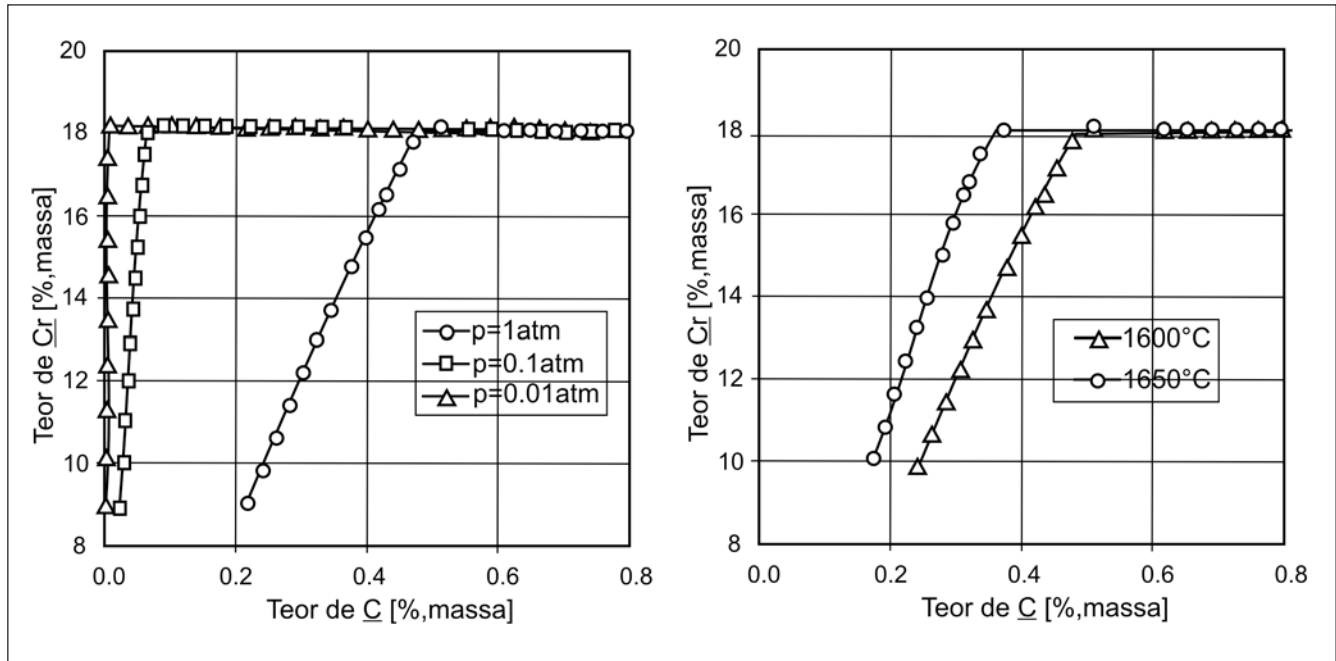 20
18
16
14
12
10
8
Teor de Cr [%,massa]
p=1atm
p=0.1atm
p=0.01atm
0.0
0.2
0.4
0.6
0.8
Teor de C [%,massa]
20
18
16
14
12
10
8
Teor de Cr [%,massa]
1600°C
1650°C
0.0
0.2
0.4
0.6
0.8
Teor de C [%,massa]